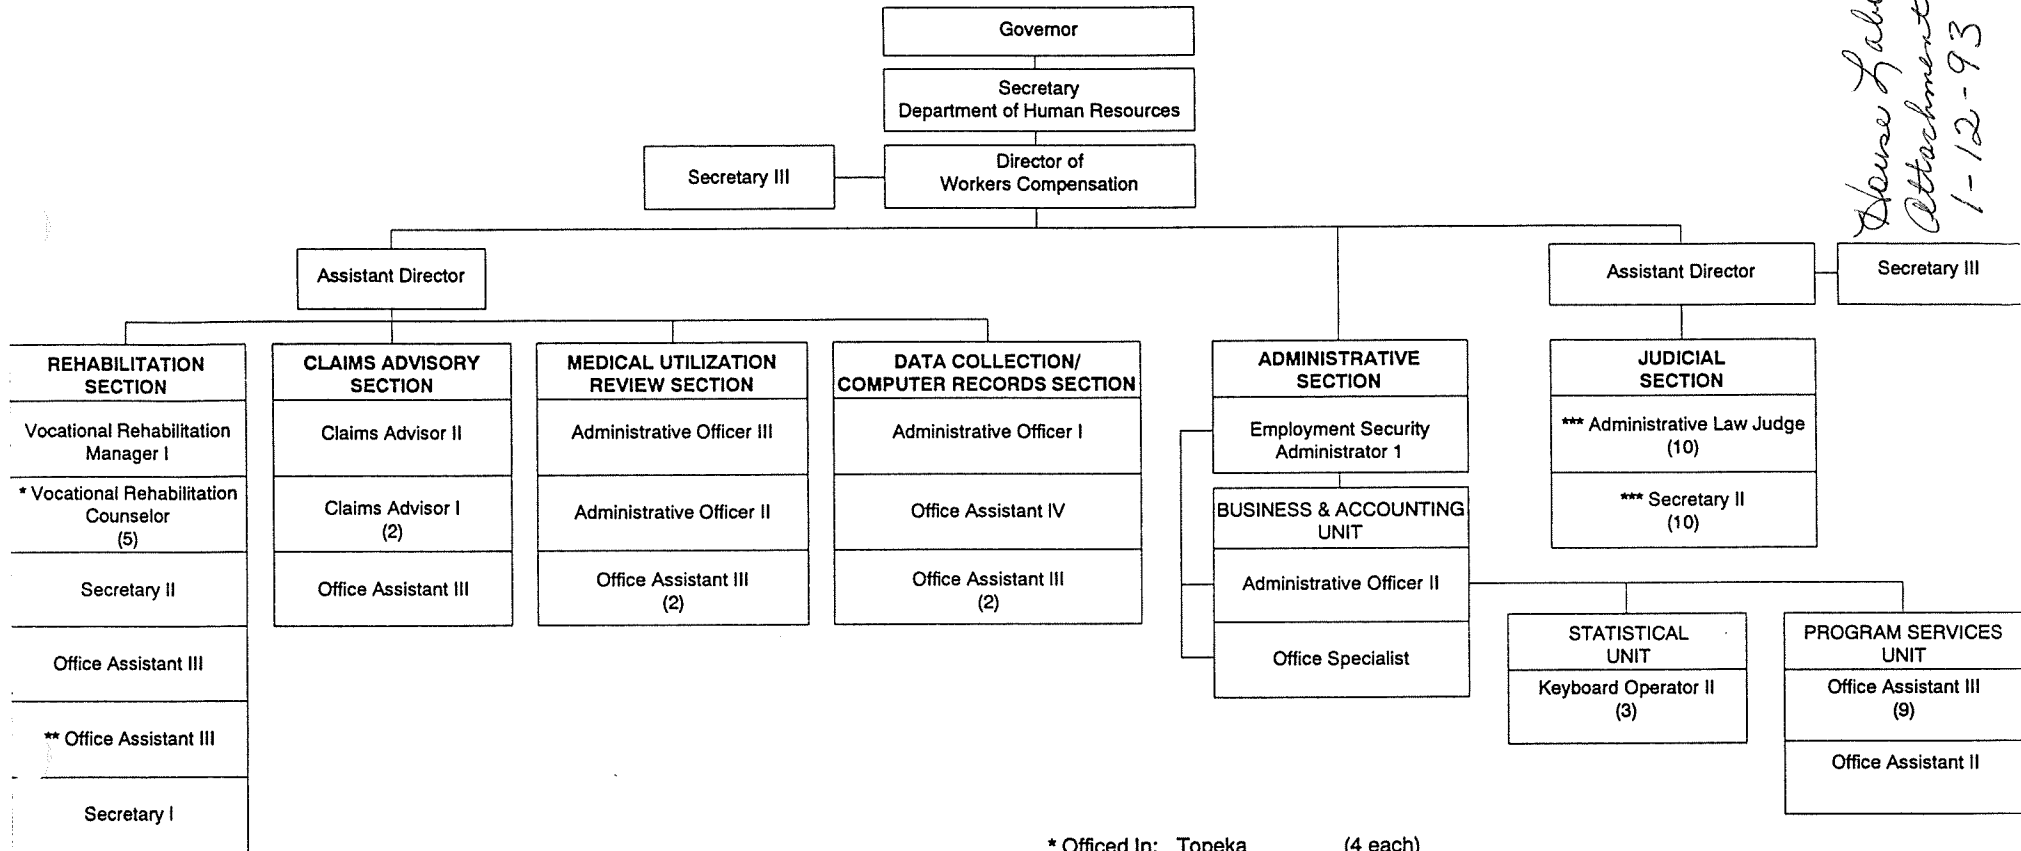 Governor
Secretary
Department of Human Resources
Secretary III
Director of
Workers Compensation
House
Attachment
1-12-93
Assistant Director
Assistant Director
Secretary III
REHABILITATION
SECTION
Vocational Rehabilitation
Manager I
* Vocational Rehabilitation
Counselor
(5)
Secretary II
Office Assistant III
** Office Assistant III
Secretary I
CLAIMS ADVISORY
SECTION
Claims Advisor II
Claims Advisor I
(2)
Office Assistant III
MEDICAL UTILIZATION
REVIEW SECTION
Administrative Officer III
Administrative Officer II
Office Assistant III
(2)
DATA COLLECTION/
COMPUTER RECORDS SECTION
Administrative Officer I
Office Assistant IV
Office Assistant III
(2)
ADMINISTRATIVE
SECTION
Employment Security
Administrator 1
BUSINESS & ACCOUNTING
UNIT
Administrative Officer II
Office Specialist
JUDICIAL
SECTION
*** Administrative Law Judge
(10)
*** Secretary II
(10)
STATISTICAL
UNIT
Keyboard Operator II
(3)
PROGRAM SERVICES
UNIT
Office Assistant III
(9)
Office Assistant II
* Officed In: Topeka (4 each)